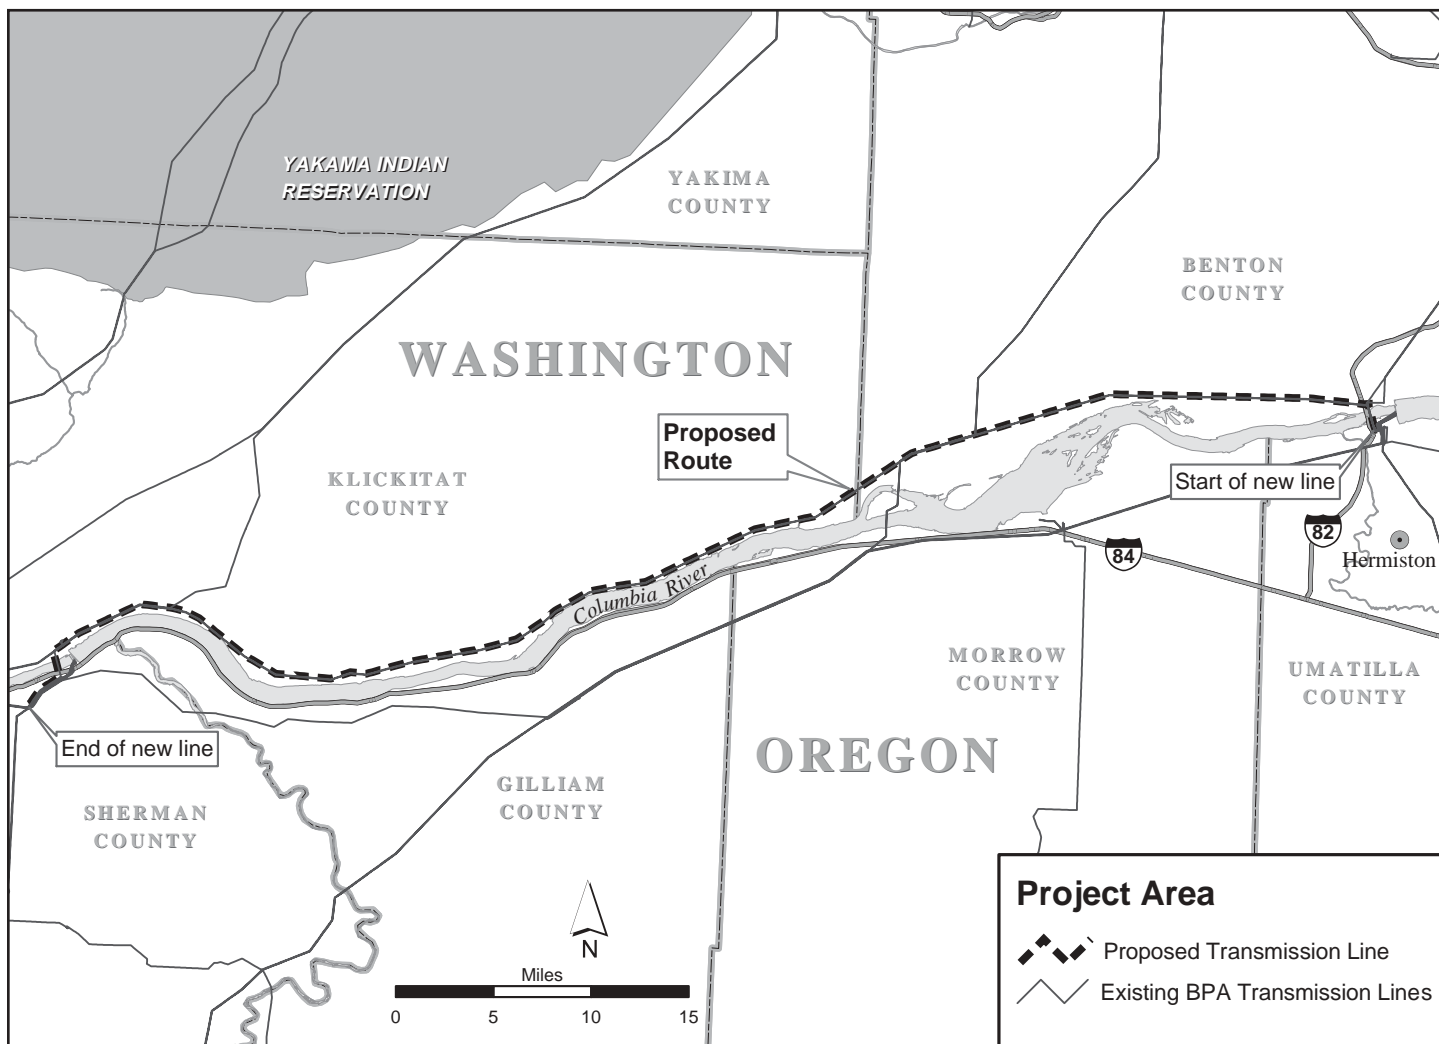 YAKAMA INDIAN
RESERVATION
YAKIMA
COUNTY
BENTON
COUNTY
WASHINGTON
Proposed
Route
KLICKITAT
COUNTY
Start of new line
82
Hermiston
84
Columbia River
MORROW
COUNTY
UMATILLA
COUNTY
End of new line
OREGON
GILLIAM
COUNTY
SHERMAN
COUNTY
N
Miles
0 5 10 15
Project Area
Proposed Transmission Line
Existing BPA Transmission Lines